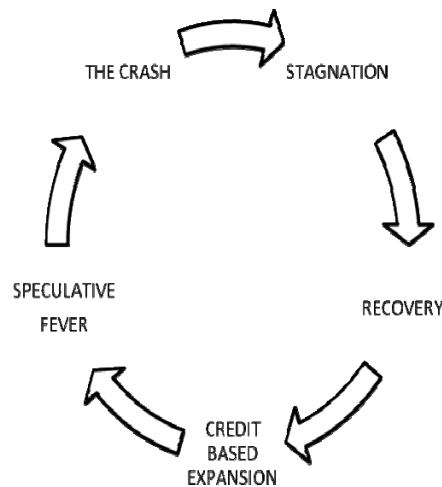 THE CRASH
STAGNATION
RECOVERY
CREDIT
BASED
EXPANSION
SPECULATIVE
FEVER